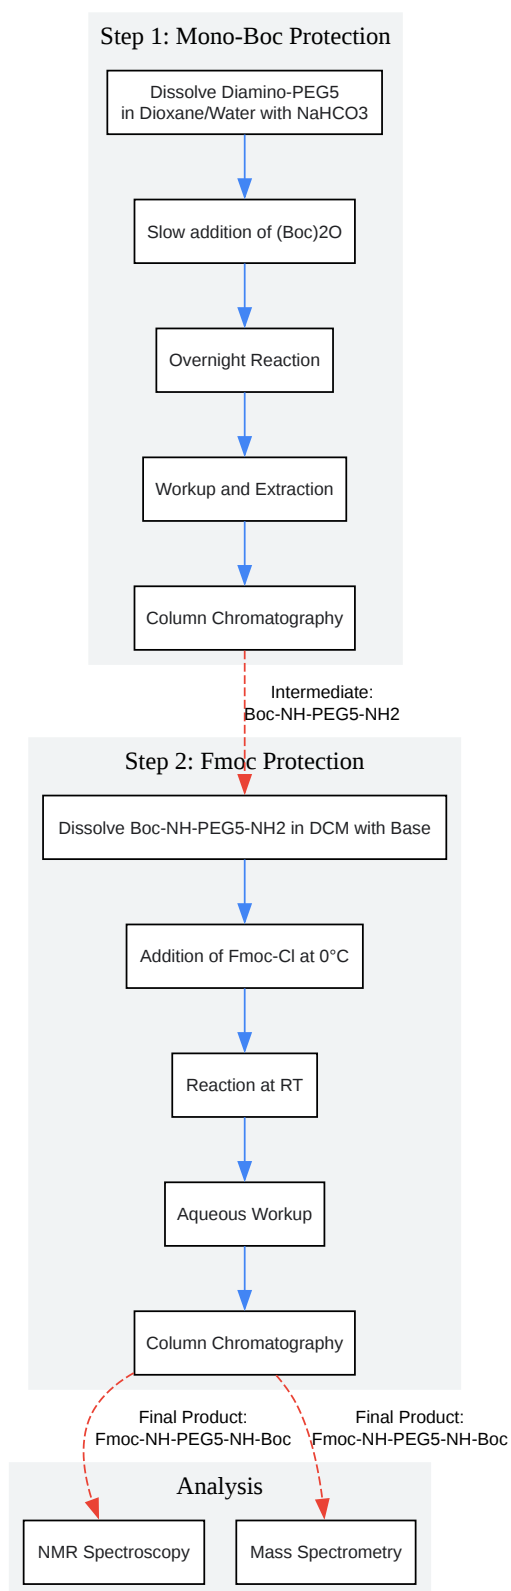 Step 1: Mono-Boc Protection
Dissolve Diamino-PEG5
in Dioxane/Water with NaHCO3
Slow addition of (Boc)2O
Overnight Reaction
Workup and Extraction
Column Chromatography
Intermediate:
Boc-NH-PEG5-NH2
Step 2: Fmoc Protection
Dissolve Boc-NH-PEG5-NH2 in DCM with Base
Addition of Fmoc-Cl at 0°C
Reaction at RT
Aqueous Workup
Column Chromatography
Final Product:
Fmoc-NH-PEG5-NH-Boc
Final Product:
Fmoc-NH-PEG5-NH-Boc
Analysis
NMR Spectroscopy
Mass Spectrometry